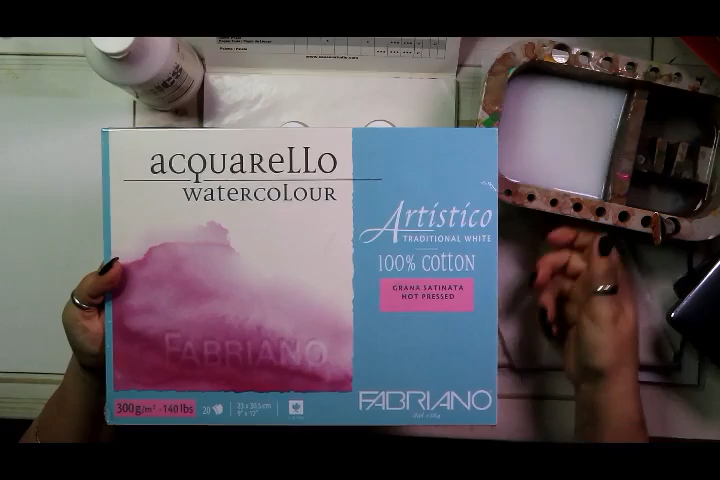 acquarello
watercolour
Artistico
TRADITIONAL WHITE
100% cotton
GRANA SATINATA
HOT PRESSED
FABRIANO
300g/m² - 140 lbs
20
23 x 30,5 cm
9" x 12"
FABRIANO